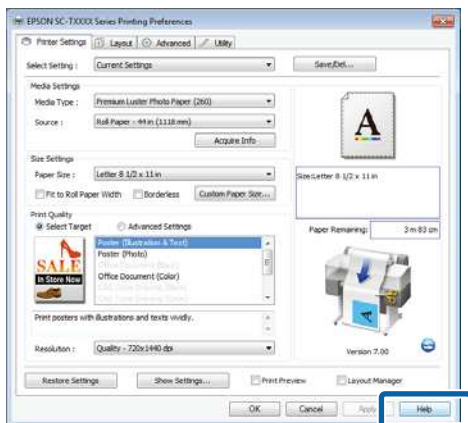 EPSON SC-TXXXX Series Printing Preferences
Printer Settings Layout Advanced Utility
Select Setting : Current Settings Save/Del...
Media Settings
Media Type : Premium Luster Photo Paper (260)
Source : Roll Paper - 44 in (1118 mm)
Acquire Info
Size Settings
Paper Size : Letter 8 1/2 x 11 in
Fit to Roll Paper Width Borderless Custom Paper Size...
A
Size:Letter 8 1/2 x 11 in
Print Quality
Select Target Advanced Settings
Paper Remaining: 3 m 83 cm
SALE
In Store Now
Poster (Illustration & Text)
Poster (Photo)
Office Document (Color)
Print posters with illustrations and texts vividly.
Resolution : Quality - 720x1440 dpi
Version 7.00
Restore Settings Show Settings... Print Preview Layout Manager
OK Cancel Apply Help